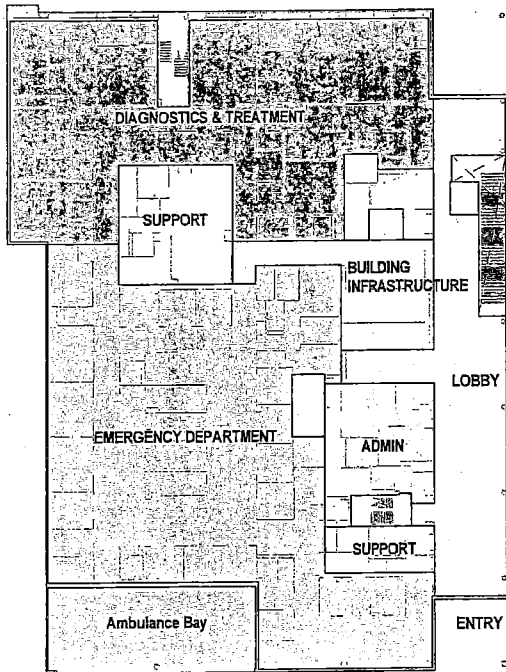 DIAGNOSTICS & TREATMENT
SUPPORT
BUILDING
INFRASTRUCTURE
LOBBY
EMERGENCY DEPARTMENT
ADMIN
SUPPORT
Ambulance Bay
ENTRY